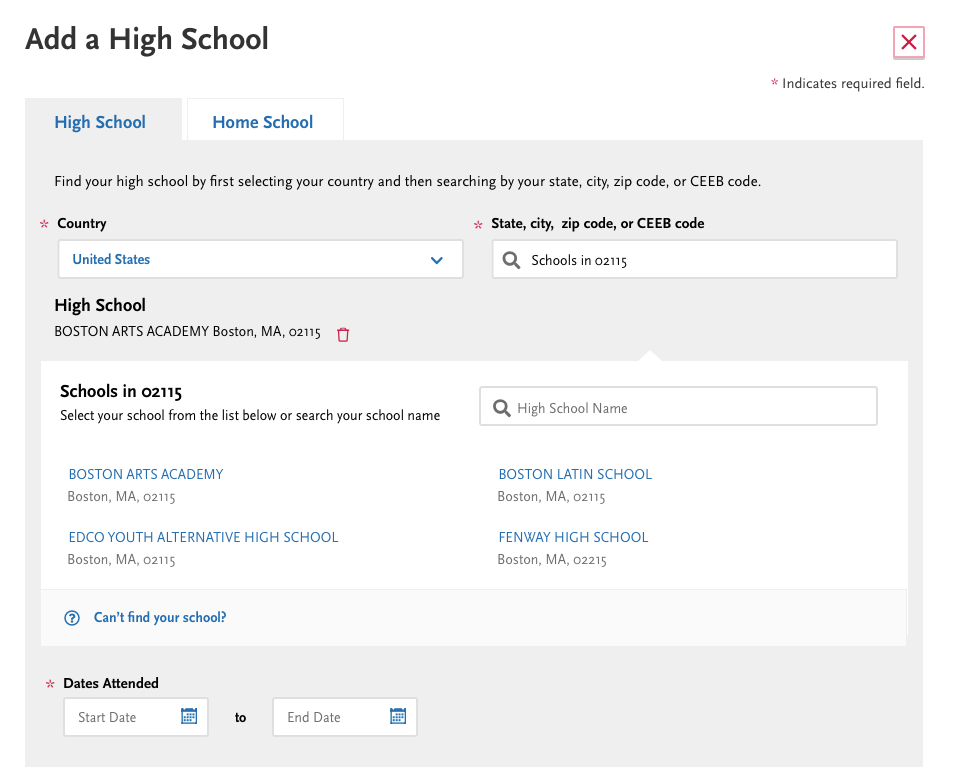 Add a High School
* Indicates required field.
High School
Home School
Find your high school by first selecting your country and then searching by your state, city, zip code, or CEEB code.
* Country
* State, city, zip code, or CEEB code
United States
Schools in 02115
High School
BOSTON ARTS ACADEMY Boston, MA, 02115
Schools in 02115
Select your school from the list below or search your school name
High School Name
BOSTON ARTS ACADEMY
Boston, MA, 02115
BOSTON LATIN SCHOOL
Boston, MA, 02115
EDCO YOUTH ALTERNATIVE HIGH SCHOOL
Boston, MA, 02115
FENWAY HIGH SCHOOL
Boston, MA, 02215
? Can't find your school?
* Dates Attended
Start Date
to
End Date